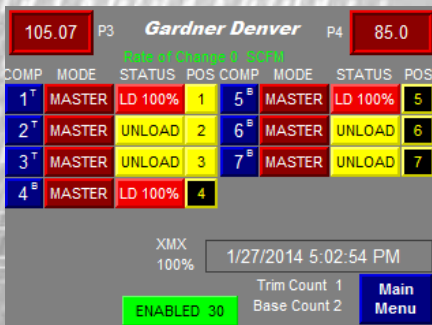 105.07 P3 Gardner Denver P4 85.0
Rate of Change 0 SCFM
COMP MODE STATUS POS COMP MODE STATUS POS
1T MASTER LD 100% 1 5B MASTER LD 100% 5
2T MASTER UNLOAD 2 6B MASTER UNLOAD 6
3T MASTER UNLOAD 3 7B MASTER UNLOAD 7
4B MASTER LD 100% 4
XMX
100% 1/27/2014 5:02:54 PM
Trim Count 1
Base Count 2
ENABLED 30
Main
Menu